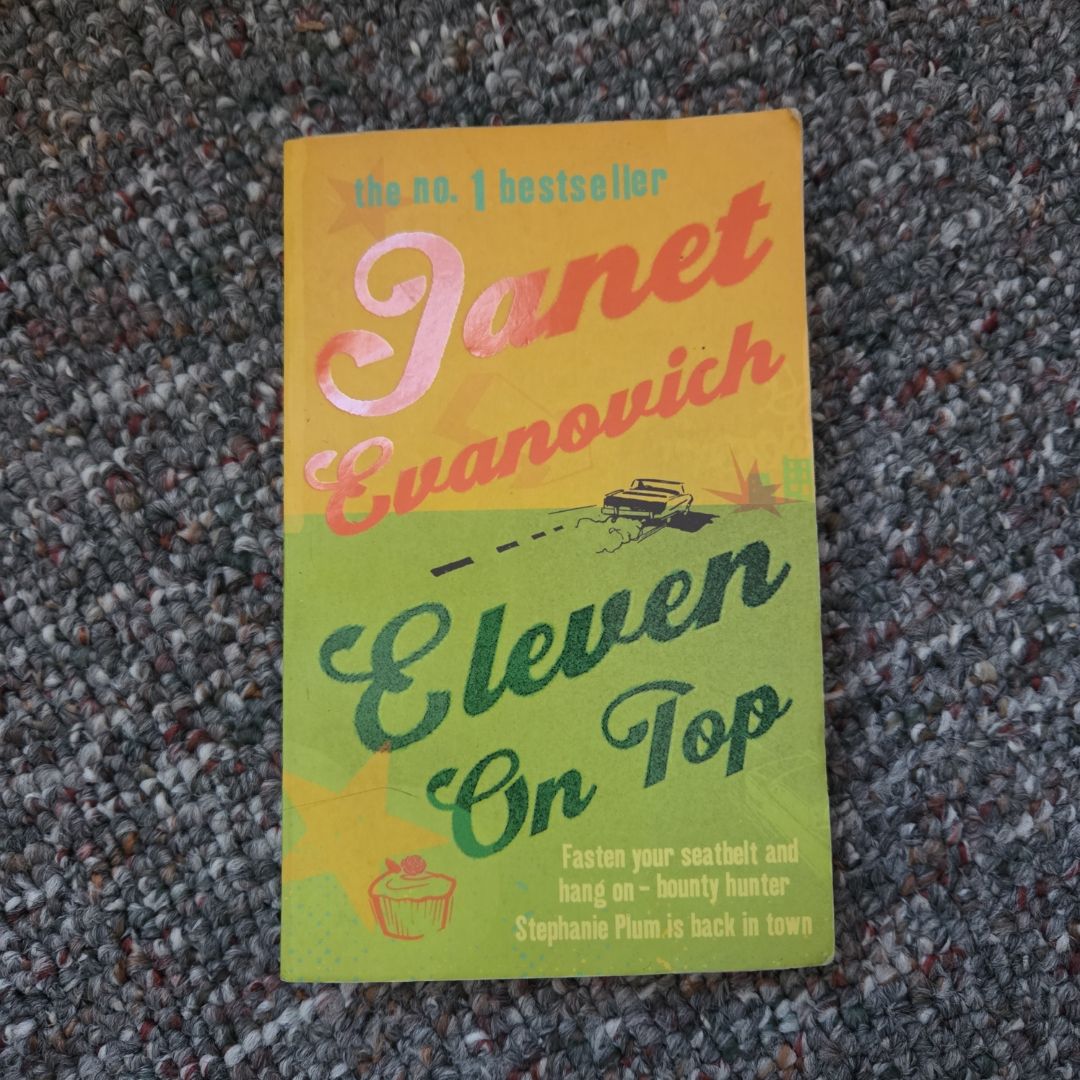 the no. 1 bestseller
Janet
Evanovich
Eleven
On Top
Fasten your seatbelt and
hang on - bounty hunter
Stephanie Plum is back in town